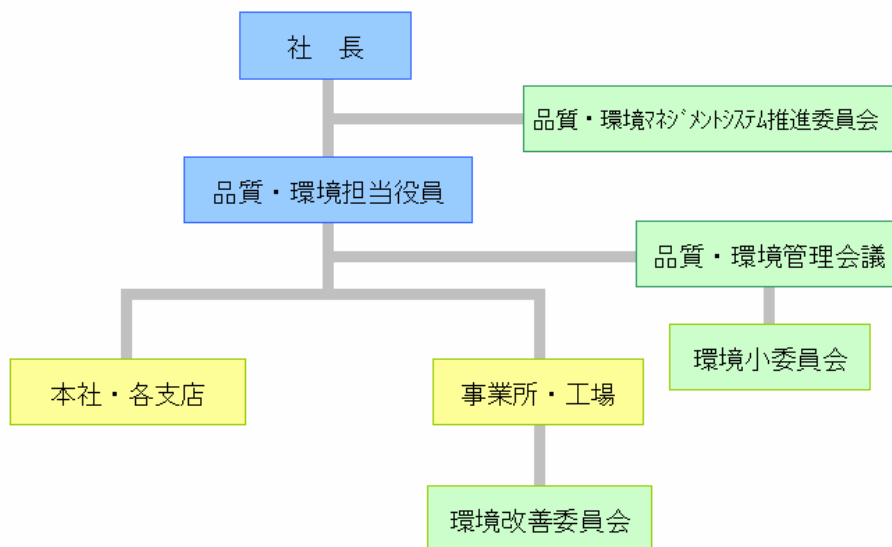 社　長
品質・環境ﾏﾈｼﾞﾒﾝﾄｼｽﾃﾑ推進委員会
品質・環境担当役員
品質・環境管理会議
環境小委員会
本社・各支店
事業所・工場
環境改善委員会